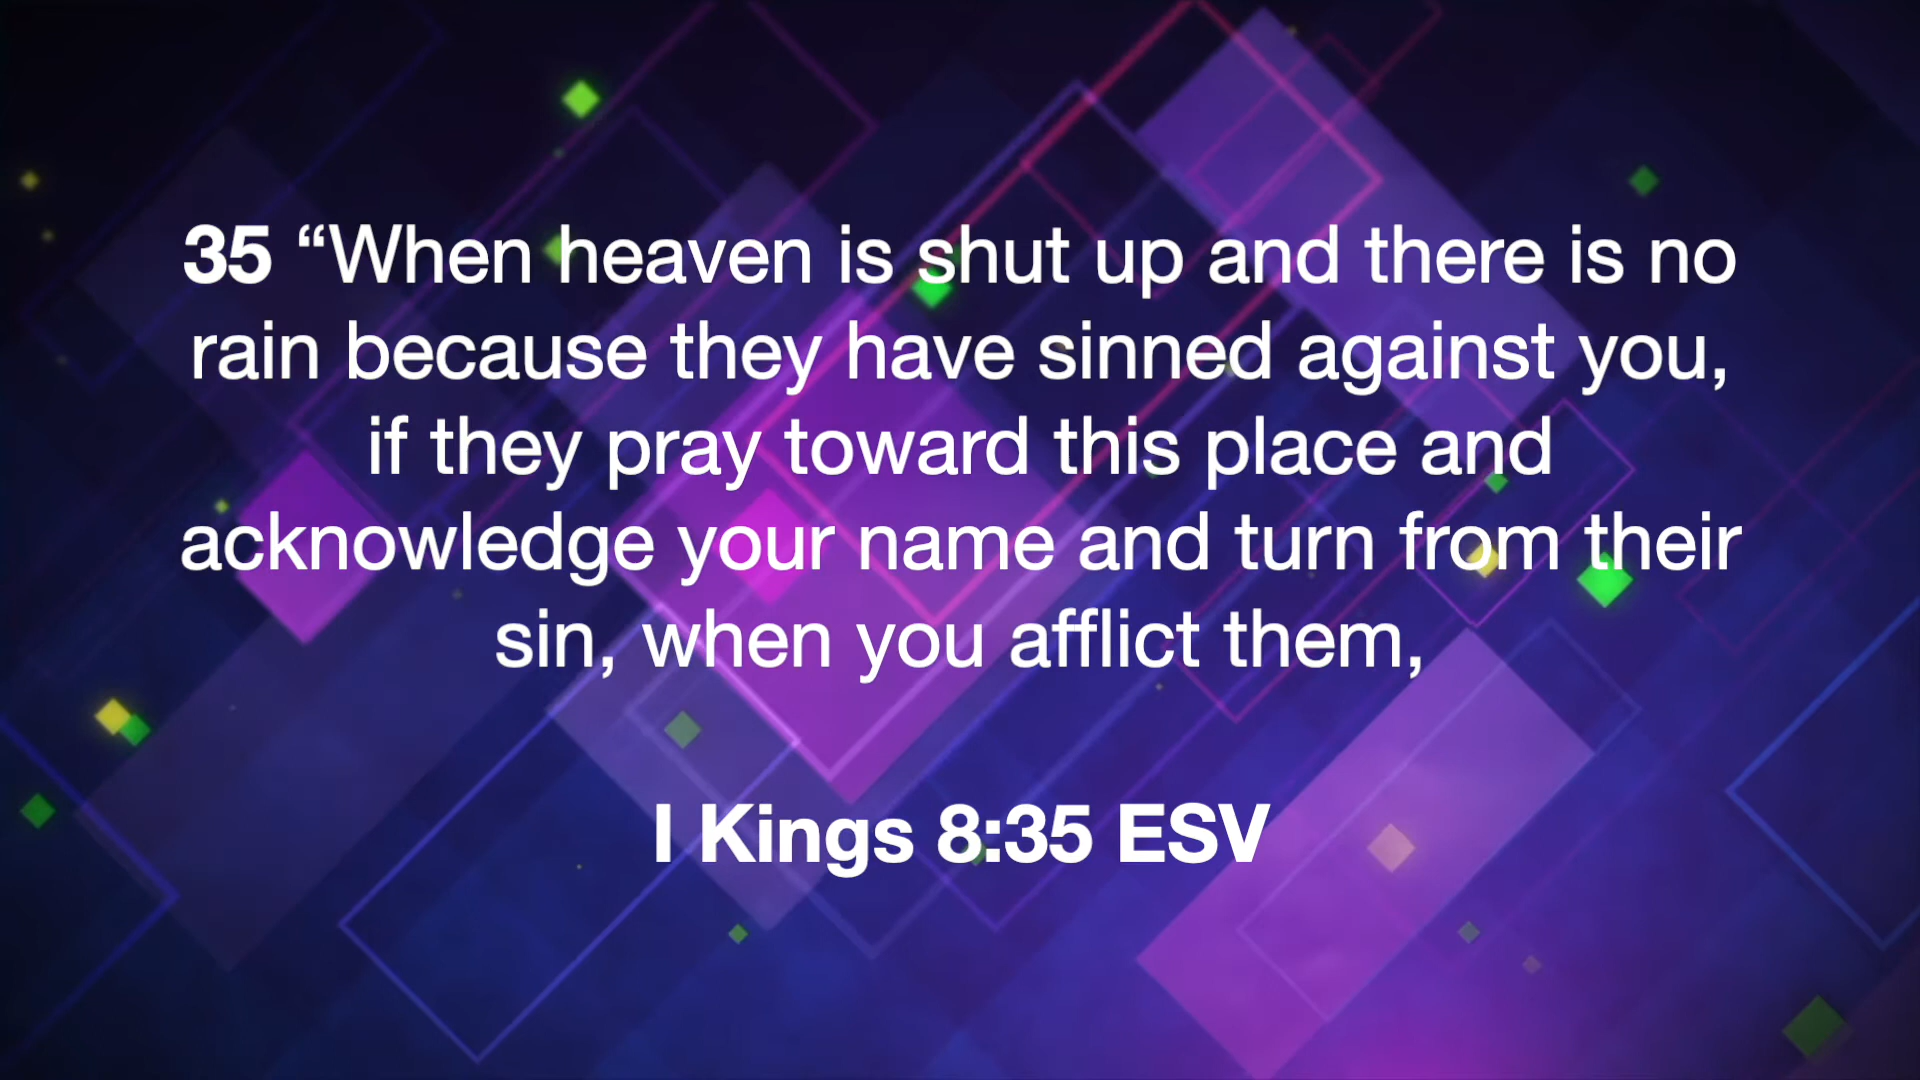 35 “When heaven is shut up and there is no
rain because they have sinned against you,
if they pray toward this place and
acknowledge your name and turn from their
sin, when you afflict them,
I Kings 8:35 ESV